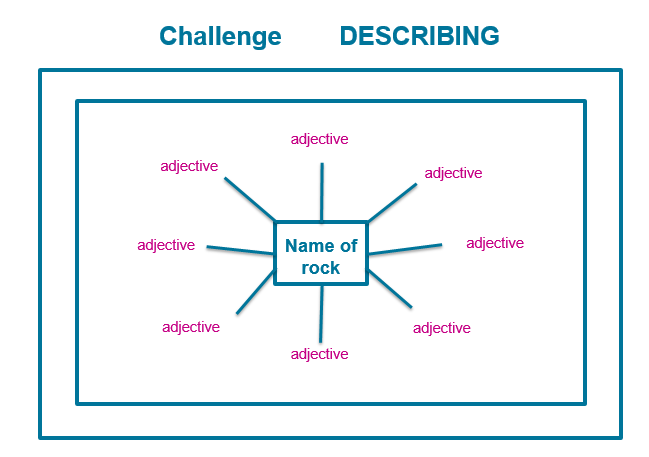 Challenge DESCRIBING
adjective
adjective
adjective
adjective
Name of
rock
adjective
adjective
adjective
adjective